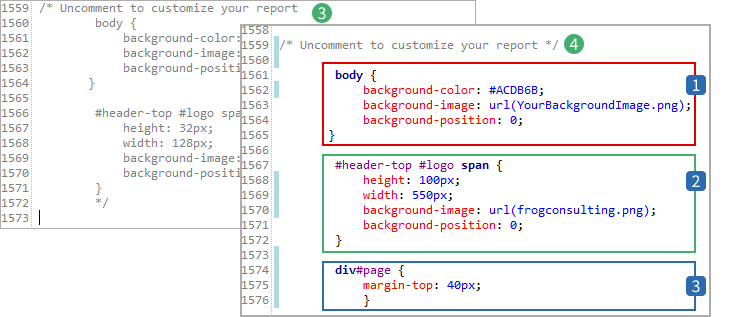 1559 /* Uncomment to customize your report
1560 body {
1561 background-color:
1562 background-image:
1563 background-positi
1564 }
1565
1566 #header-top #logo spa
1567 height: 32px;
1568 width: 128px;
1569 background-image:
1570 background-positi
1571 }
1572 */
1573
3
1558
1559 /* Uncomment to customize your report */
4
1560
1561 body {
1
1562 background-color: #ACDB6B;
1563 background-image: url(YourBackgroundImage.png);
1564 background-position: 0;
1565 }
1566
1567 #header-top #logo span {
2
1568 height: 100px;
1569 width: 550px;
1570 background-image: url(frogconsulting.png);
1571 background-position: 0;
1572 }
1573
1574 div#page {
3
1575 margin-top: 40px;
1576 }